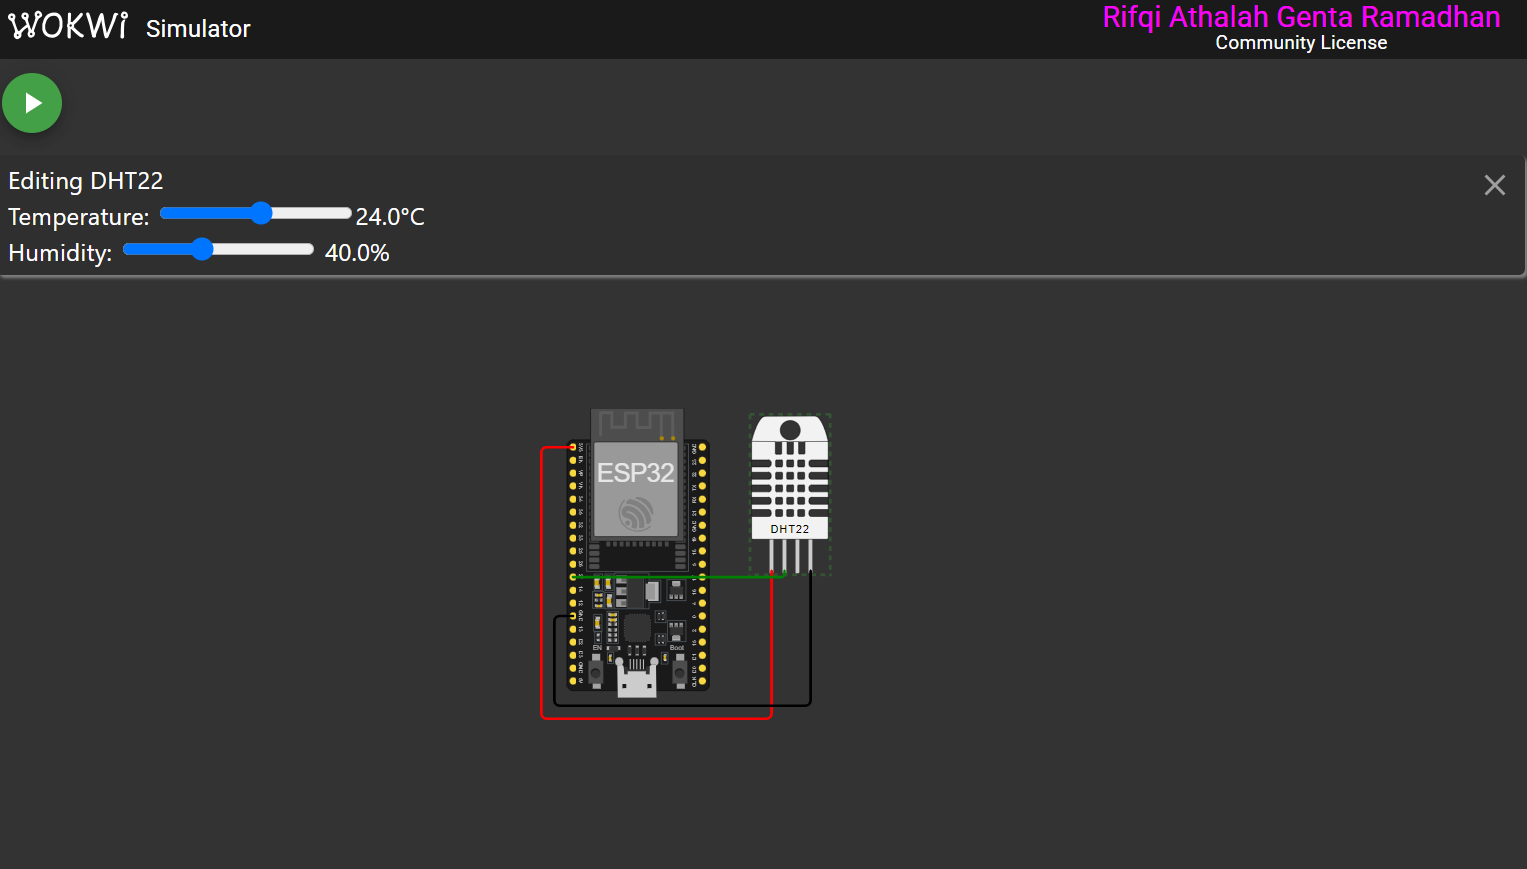 WOKWI Simulator
Rifqi Athalah Genta Ramadhan
Community License
Editing DHT22
Temperature: 24.0°C
Humidity: 40.0%
ESP32
DHT22
EN
Boot